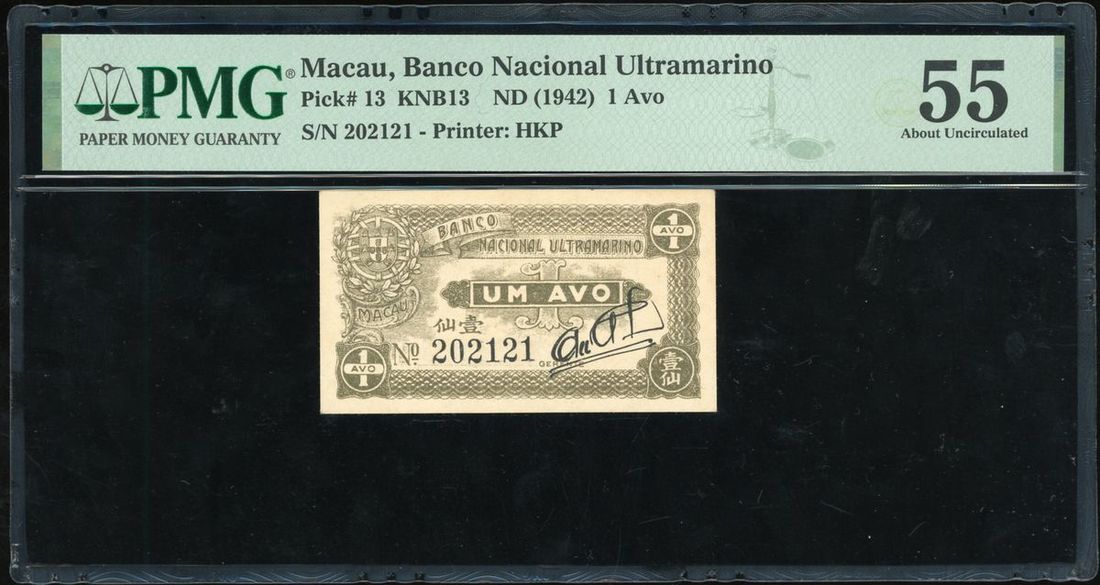 PMG®
PAPER MONEY GUARANTY
Macau, Banco Nacional Ultramarino
Pick# 13 KNB13 ND (1942) 1 Avo
S/N 202121 - Printer: HKP
55
About Uncirculated
BANCO
NACIONAL ULTRAMARINO
1 AVO
UM AVO
MACAU
仙壹
Nº 202121
GERENTE
1 AVO
壹仙